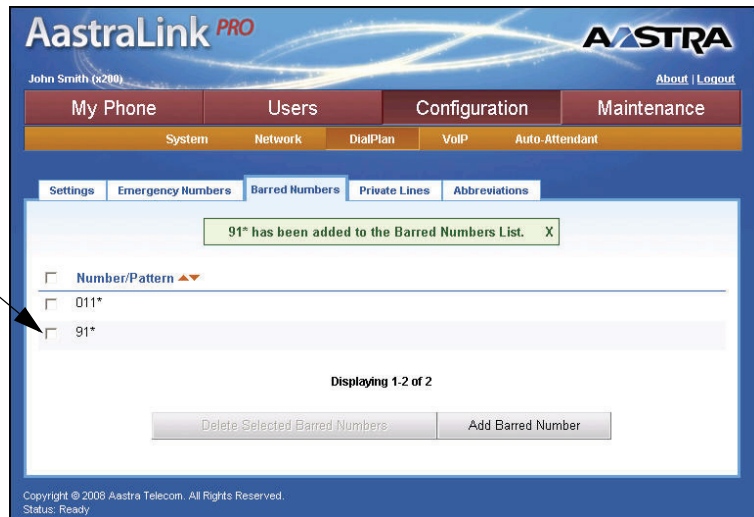 AastraLink PRO
AASTRA
John Smith (x200)
About | Logout
My Phone Users Configuration Maintenance
System Network DialPlan VoIP Auto-Attendant
Settings Emergency Numbers Barred Numbers Private Lines Abbreviations
91* has been added to the Barred Numbers List. X
Number/Pattern
011*
91*
Displaying 1-2 of 2
Delete Selected Barred Numbers Add Barred Number
Copyright © 2008 Aastra Telecom. All Rights Reserved.
Status: Ready